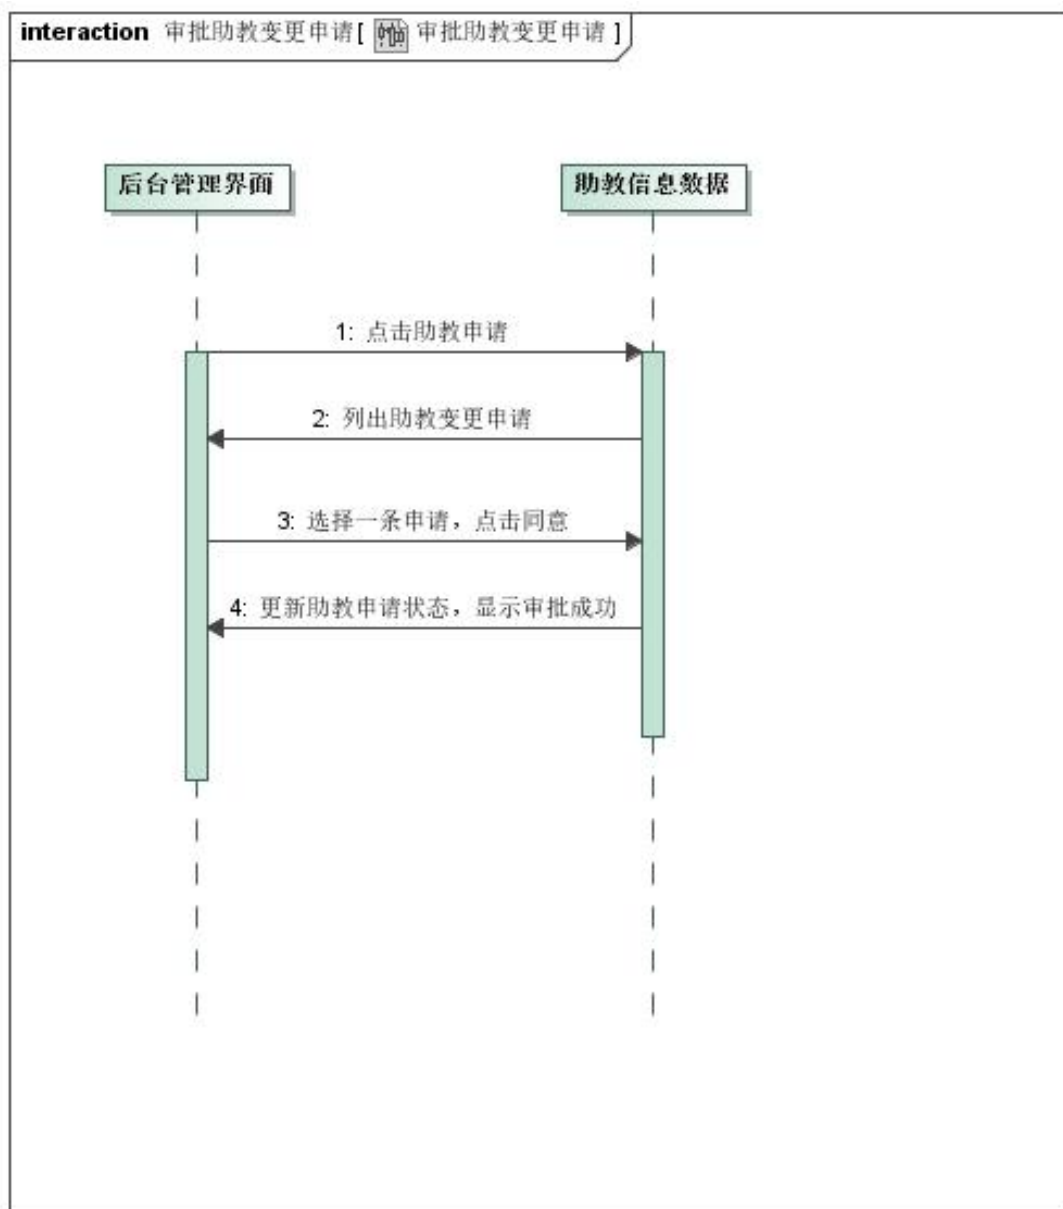 interaction 审批助教变更申请[ 审批助教变更申请 ]
后台管理界面
助教信息数据
1: 点击助教申请
2: 列出助教变更申请
3: 选择一条申请，点击同意
4: 更新助教申请状态，显示审批成功